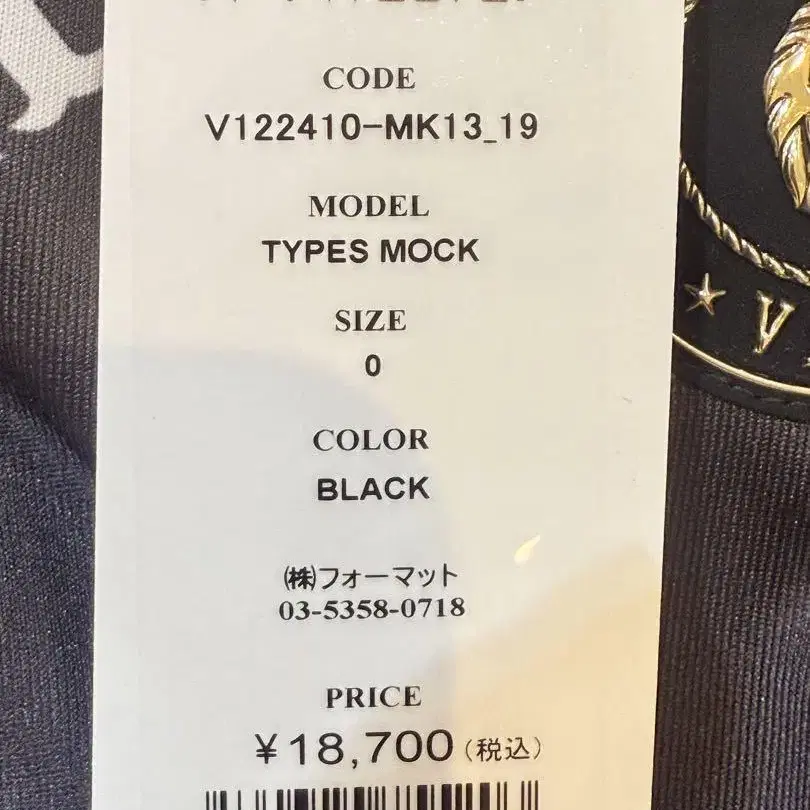 CODE
V122410-MK13_19
MODEL
TYPES MOCK
SIZE
0
COLOR
BLACK
㈱フォーマット
03-5358-0718
PRICE
¥18,700(税込)
★ V